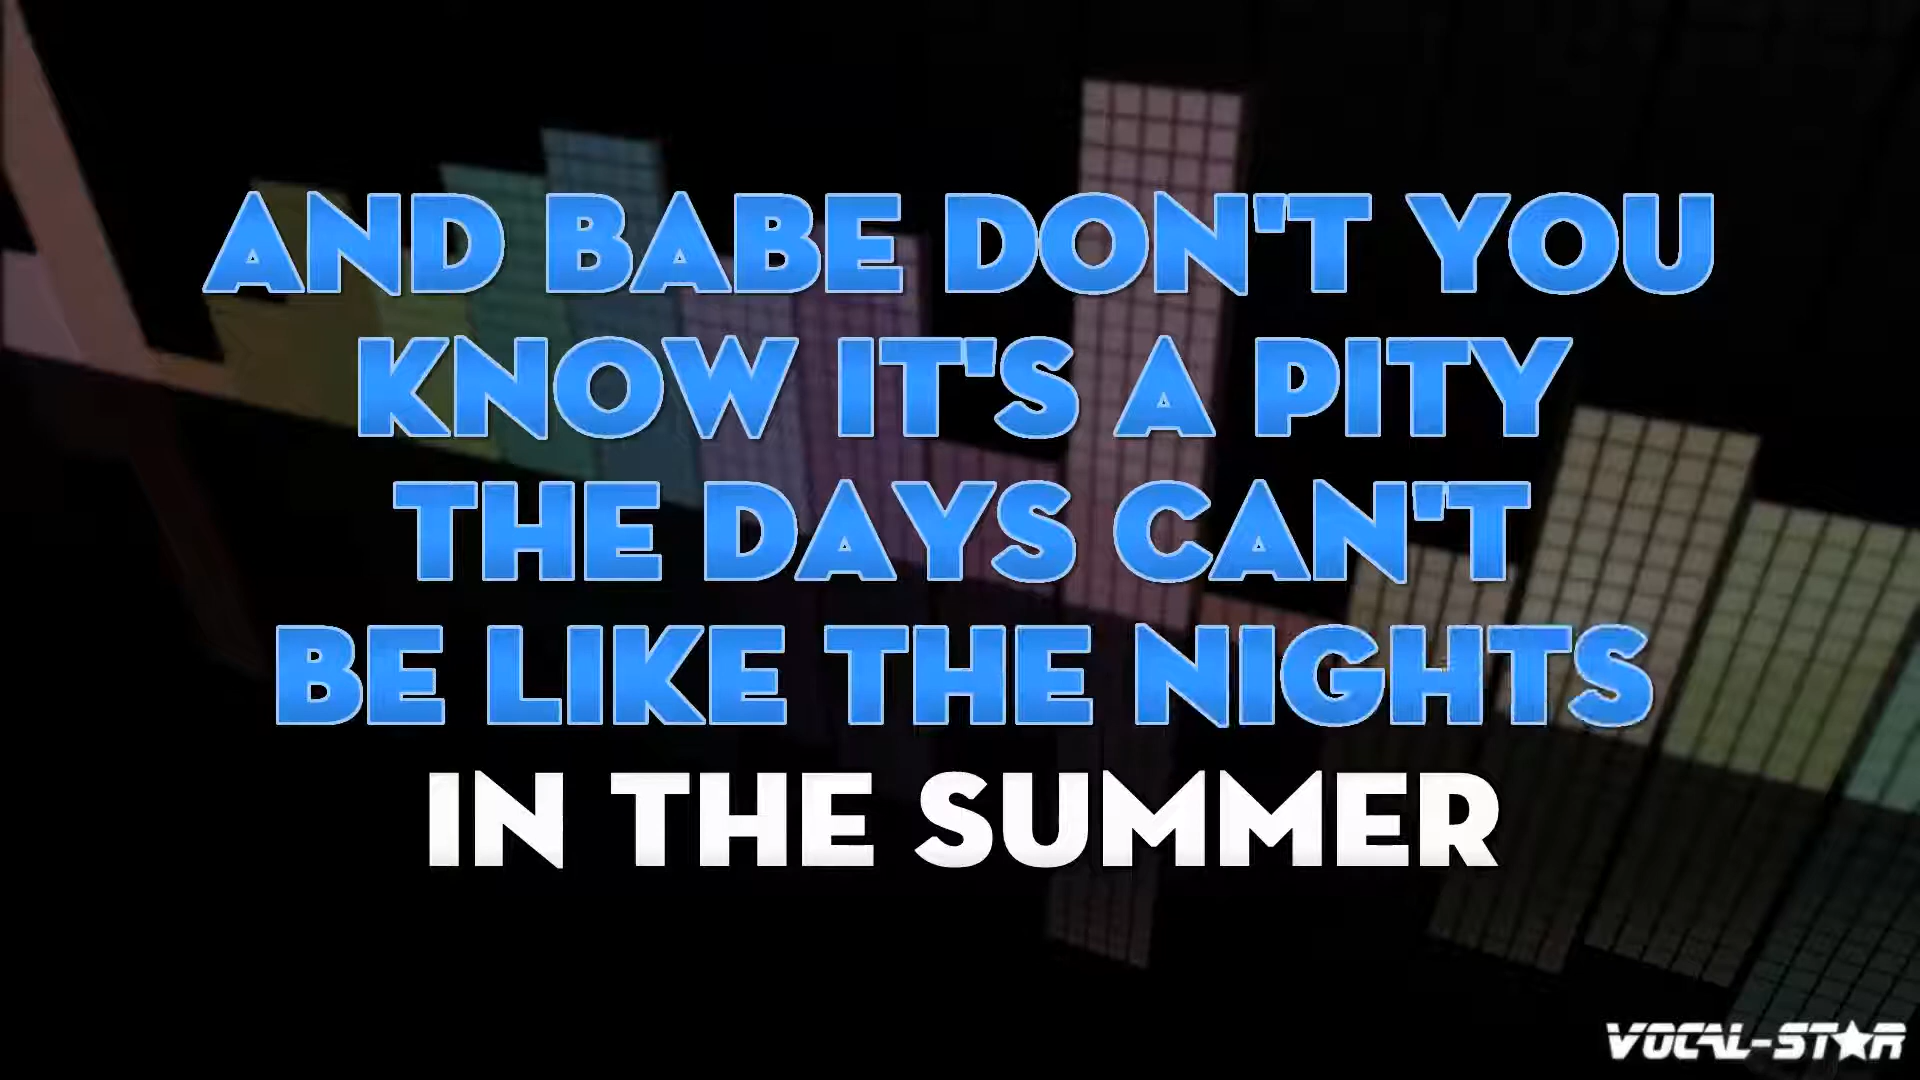 AND BABE DON'T YOU
KNOW IT'S A PITY
THE DAYS CAN'T
BE LIKE THE NIGHTS
IN THE SUMMER
VOCAL-STAR